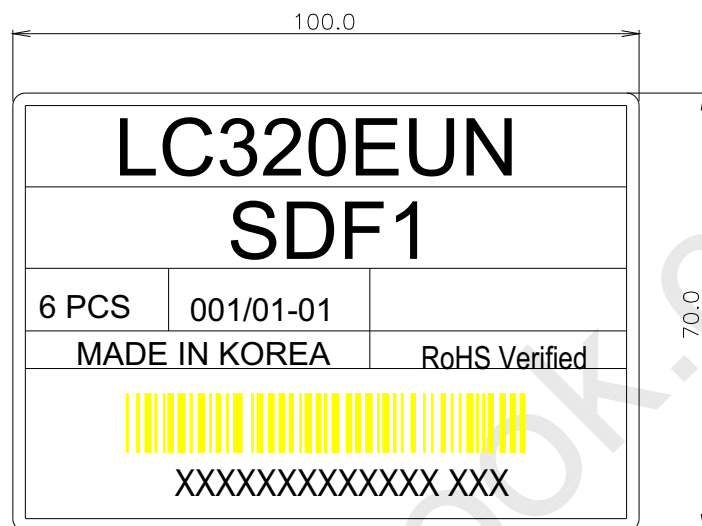 100.0
LC320EUN
SDF1
6 PCS 001/01-01
70.0
MADE IN KOREA RoHS Verified
XXXXXXXXXXXXX XXX